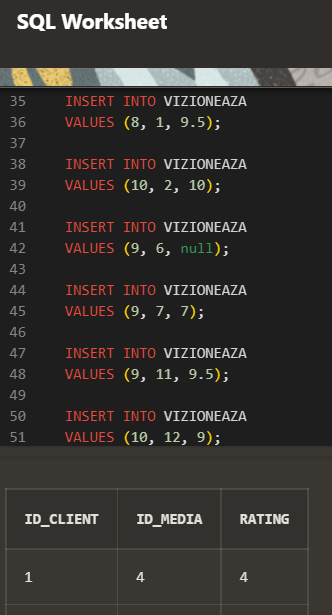 SQL Worksheet
35 INSERT INTO VIZIONEAZA
36 VALUES (8, 1, 9.5);
37
38 INSERT INTO VIZIONEAZA
39 VALUES (10, 2, 10);
40
41 INSERT INTO VIZIONEAZA
42 VALUES (9, 6, null);
43
44 INSERT INTO VIZIONEAZA
45 VALUES (9, 7, 7);
46
47 INSERT INTO VIZIONEAZA
48 VALUES (9, 11, 9.5);
49
50 INSERT INTO VIZIONEAZA
51 VALUES (10, 12, 9);
ID_CLIENT ID_MEDIA RATING
1 4 4